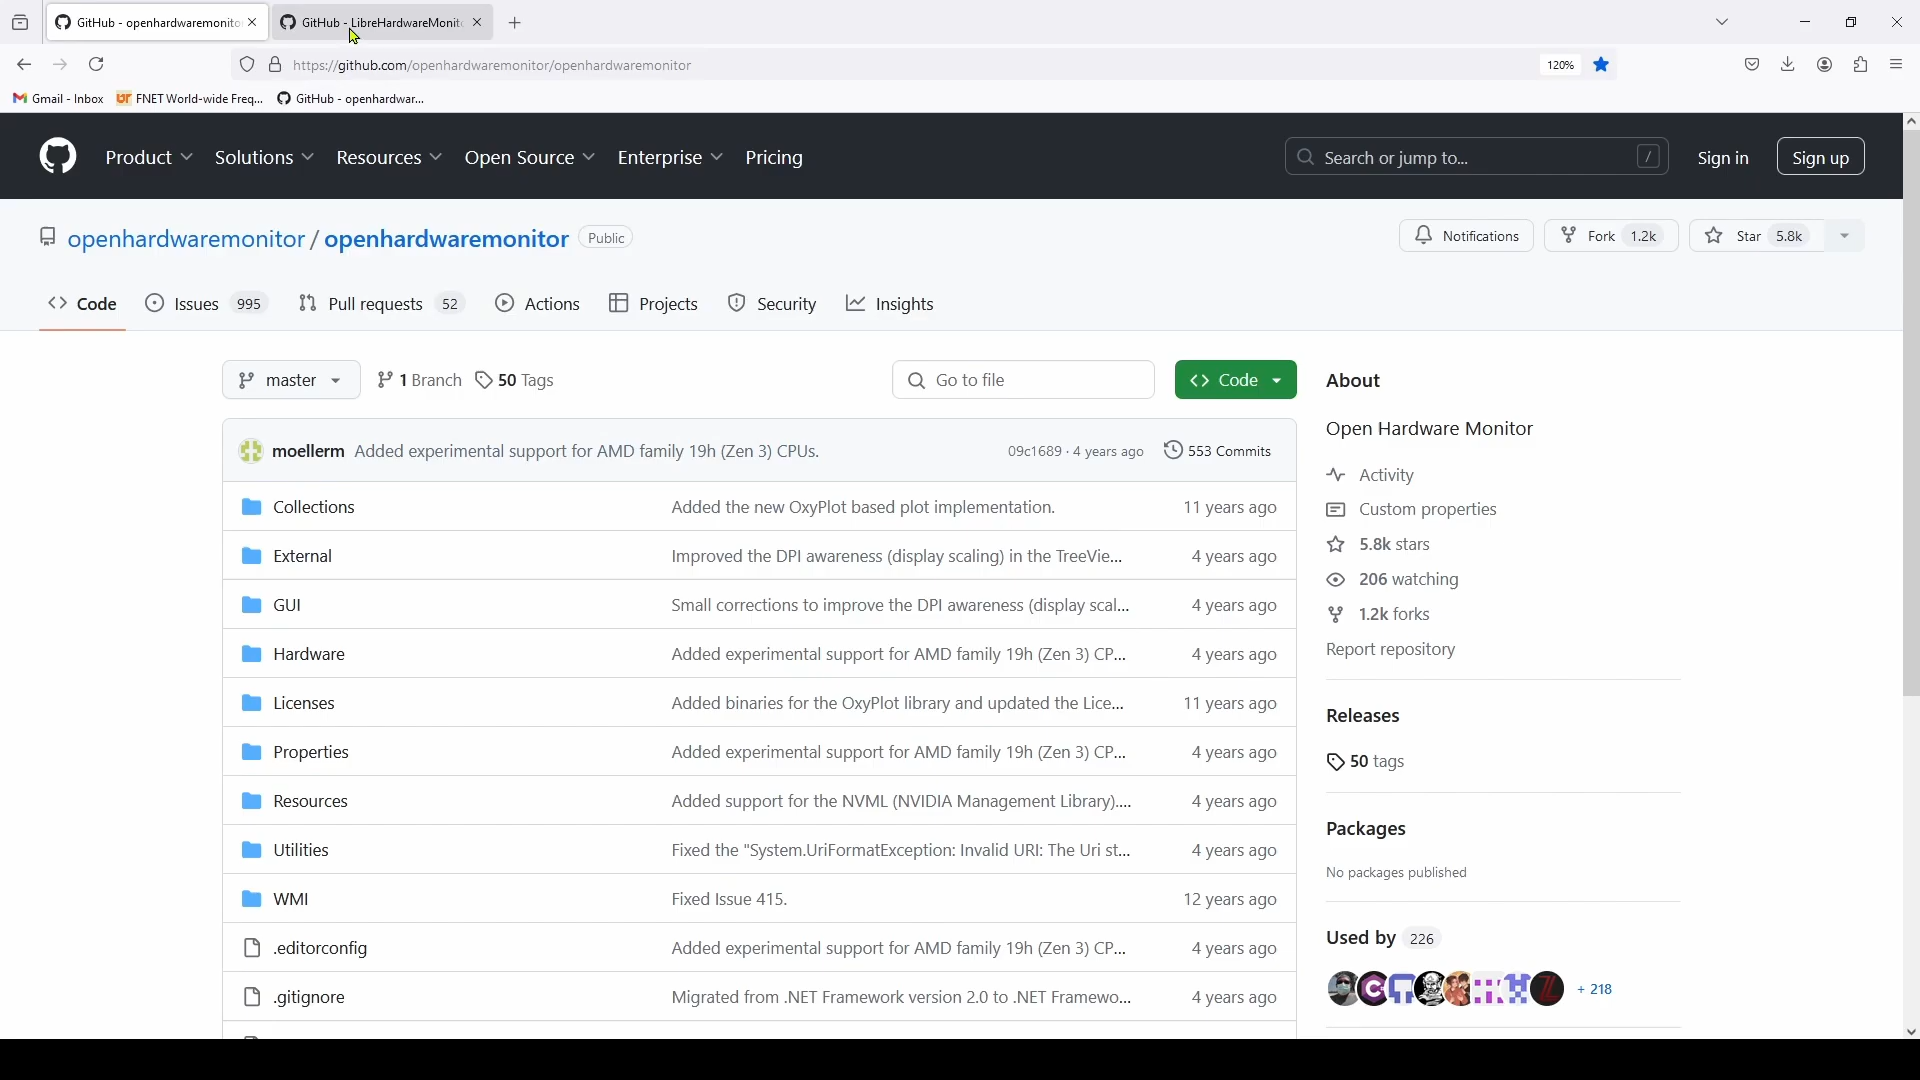 GitHub - openhardwaremonito
GitHub - LibreHardwareMonito
https://github.com/openhardwaremonitor/openhardwaremonitor
120%
Gmail - Inbox
UT FNET World-wide Freq...
GitHub - openhardwar...
Product
Solutions
Resources
Open Source
Enterprise
Pricing
Search or jump to...
/
Sign in
Sign up
openhardwaremonitor / openhardwaremonitor
Public
Notifications
Fork 1.2k
Star 5.8k
Code
Issues 995
Pull requests 52
Actions
Projects
Security
Insights
master
1 Branch
50 Tags
Go to file
Code
moellerm Added experimental support for AMD family 19h (Zen 3) CPUs.
09c1689 · 4 years ago
553 Commits
Collections
Added the new OxyPlot based plot implementation.
11 years ago
External
Improved the DPI awareness (display scaling) in the TreeVie...
4 years ago
GUI
Small corrections to improve the DPI awareness (display scal...
4 years ago
Hardware
Added experimental support for AMD family 19h (Zen 3) CP...
4 years ago
Licenses
Added binaries for the OxyPlot library and updated the Lice...
11 years ago
Properties
Added experimental support for AMD family 19h (Zen 3) CP...
4 years ago
Resources
Added support for the NVML (NVIDIA Management Library)....
4 years ago
Utilities
Fixed the "System.UriFormatException: Invalid URI: The Uri st...
4 years ago
WMI
Fixed Issue 415.
12 years ago
.editorconfig
Added experimental support for AMD family 19h (Zen 3) CP...
4 years ago
.gitignore
Migrated from .NET Framework version 2.0 to .NET Framewo...
4 years ago
About
Open Hardware Monitor
Activity
Custom properties
5.8k stars
206 watching
1.2k forks
Report repository
Releases
50 tags
Packages
No packages published
Used by 226
+ 218